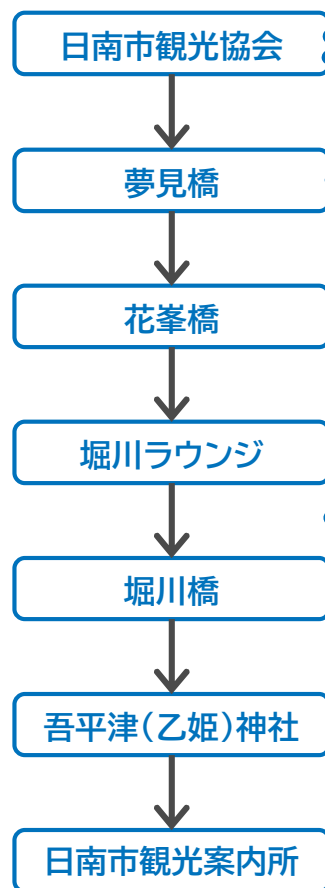 日南市観光協会
夢見橋
花峯橋
堀川ラウンジ
堀川橋
吾平津(乙姫)神社
日南市観光案内所